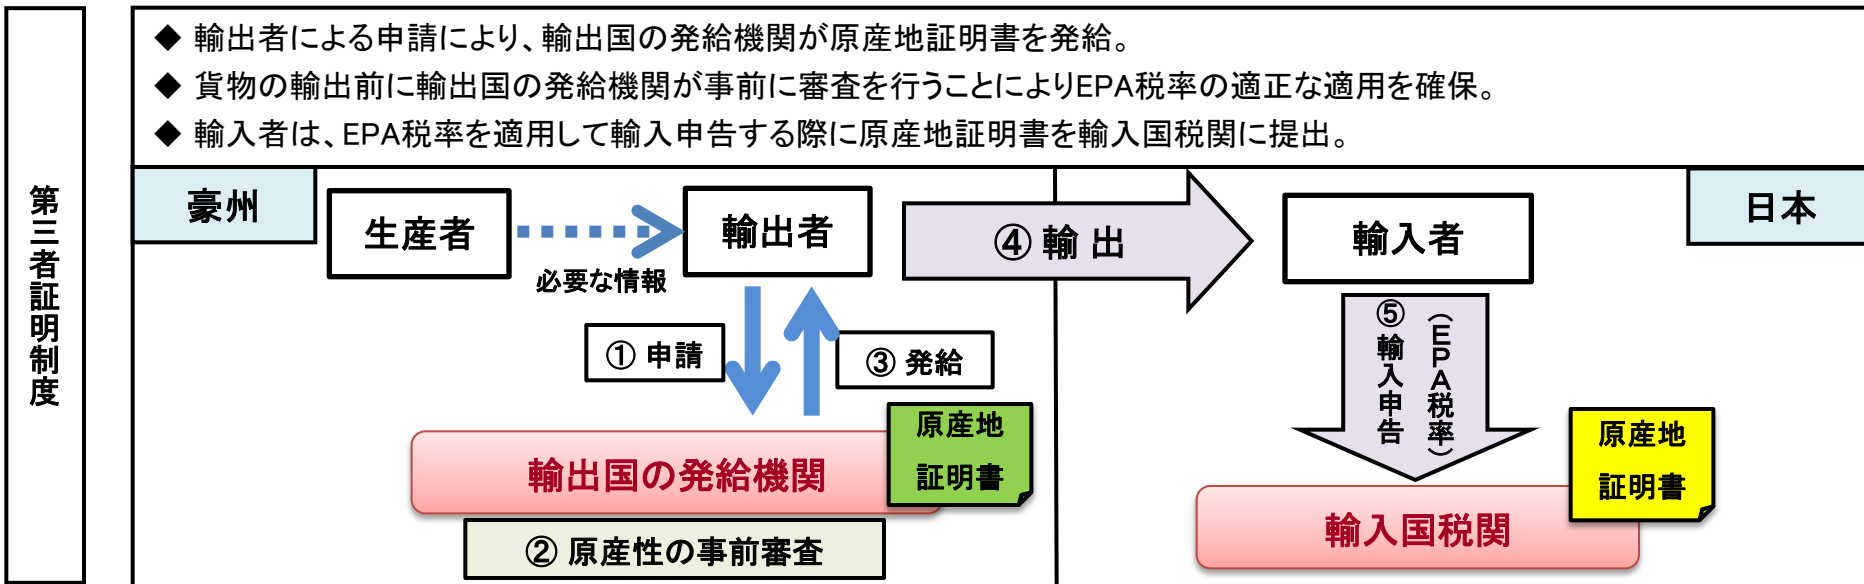 第三者証明制度
◆ 輸出者による申請により、輸出国の発給機関が原産地証明書を発給。
◆ 貨物の輸出前に輸出国の発給機関が事前に審査を行うことによりEPA税率の適正な適用を確保。
◆ 輸入者は、EPA税率を適用して輸入申告する際に原産地証明書を輸入国税関に提出。
豪州
生産者
必要な情報
輸出者
④ 輸 出
輸入者
日本
① 申請
③ 発給
⑤輸入申告
（EPA税率）
原産地
証明書
輸出国の発給機関
② 原産性の事前審査
原産地
証明書
輸入国税関